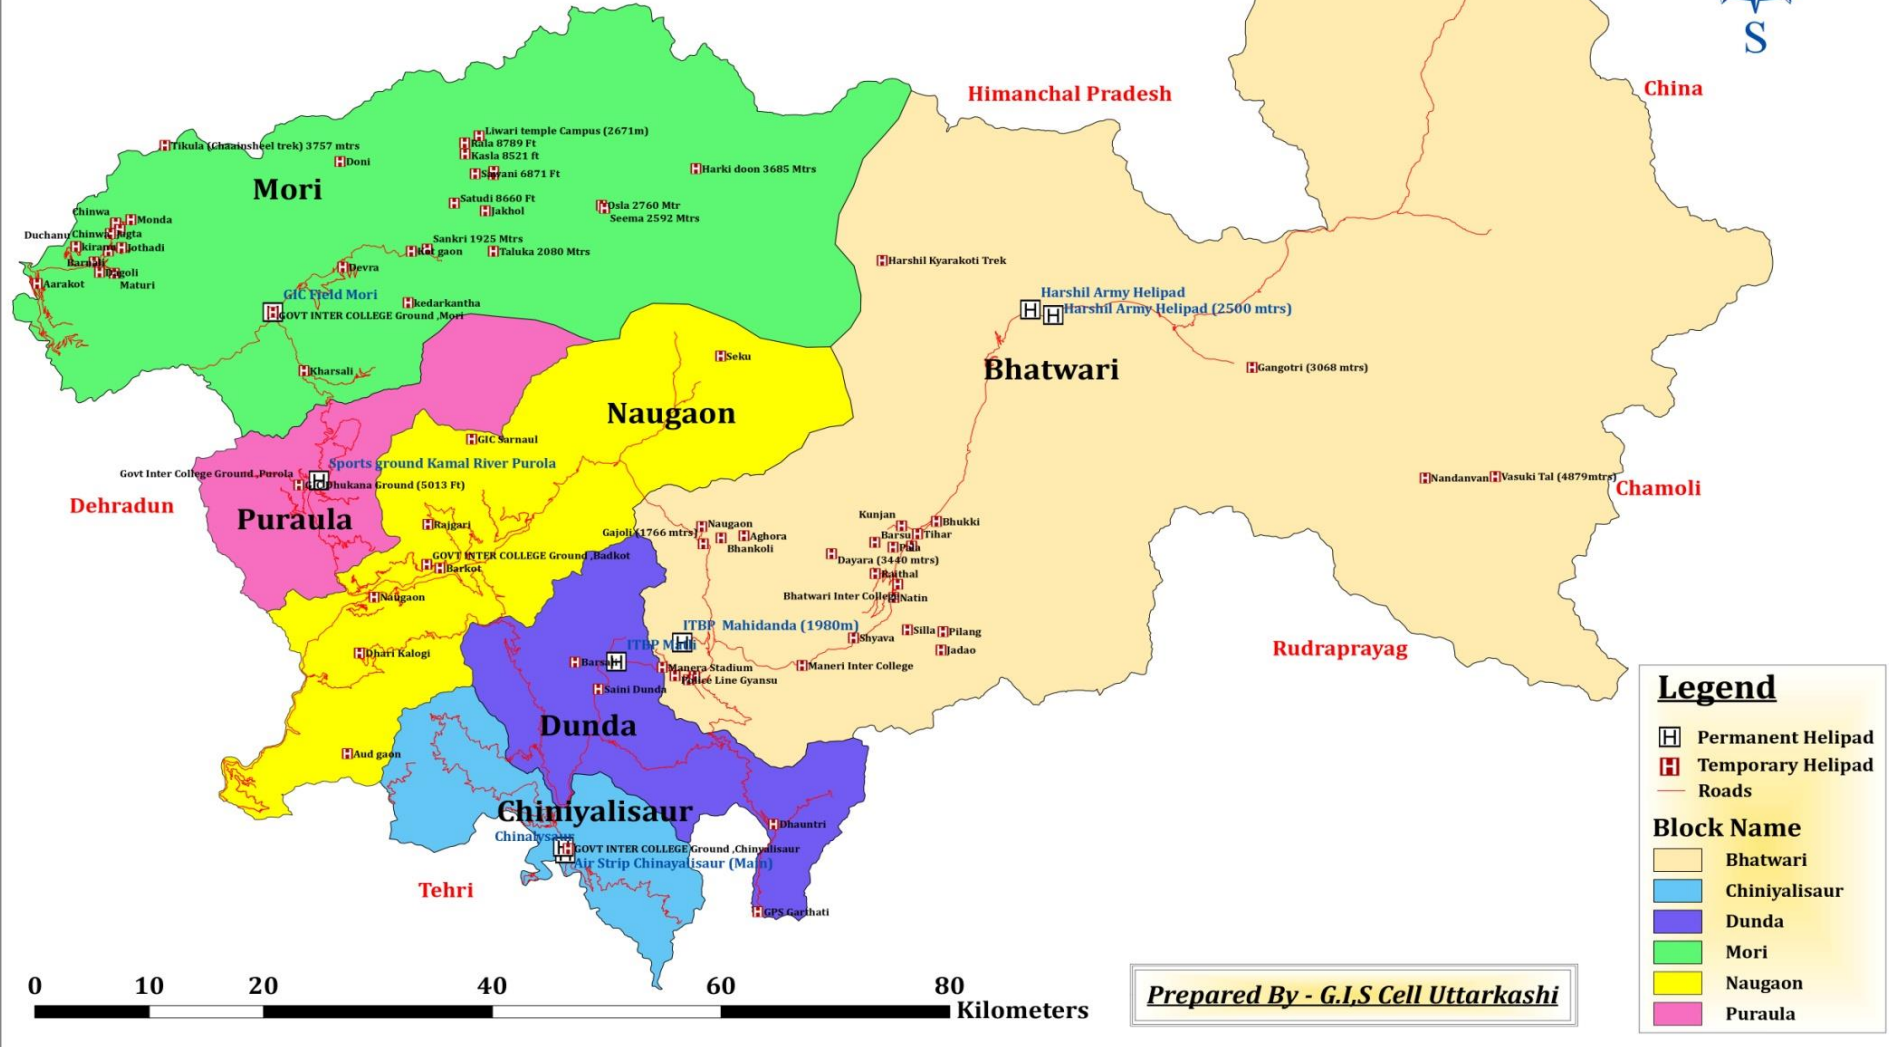 S
China
Himanchal Pradesh
Liwari temple Campus (2671m)
Rala 8789 Ft
Tikula (Chaainsheel trek) 3757 mtrs
Kasla 8521 ft
Doni
Harki doon 3685 Mtrs
6871 Ft
Mori
Satudi 8660 Ft
Jakhol
Osla 2760 Mtr
Seema 2592 Mtrs
Chinwa
Monda
Duchanu
Chinwa
Jothadi
Sankri 1925 Mtrs
Kot gaon
Taluka 2080 Mtrs
Harshil Kyarakoti Trek
Barnali
Devra
Maturi
Aarakot
GIC Field Mori
kedarkantha
GOVT INTER COLLEGE Ground ,Mori
Harshil Army Helipad
Harshil Army Helipad (2500 mtrs)
Seku
Kharsali
Bhatwari
Gangotri (3068 mtrs)
Naugaon
GIC Sarnaul
Sports ground Kamal River Purola
Govt Inter College Ground ,Purola
Dhukana Ground (5013 Ft)
Nandanvan
Vasuki Tal (4879mtrs)
Chamoli
Dehradun
Puraula
Rajgari
Kunjan
Bhukki
Naugaon
Gajoli (1766 mtrs)
Aghora
Barsu
Tihar
Bhankoli
Pala
GOVT INTER COLLEGE Ground ,Badkot
Dayara (3440 mtrs)
Barkot
Raithal
Naugaon
Bhatwari Inter College
Natin
ITBP Mahidanda (1980m)
Silla
Pilang
Shyava
ITBP Matli
Jadao
Rudraprayag
Dhari Kalogi
Barsali
Manera Stadium
Maneri Inter College
Police Line Gyansu
Saini Dunda
Dunda
Aud gaon
Chiniyalisaur
Dhauntri
Chinalysaur
GOVT INTER COLLEGE Ground ,Chinyalisaur
Air Strip Chinayalisaur (Main)
Tehri
GPS Garthati
Legend
Permanent Helipad
Temporary Helipad
Roads
Block Name
Bhatwari
Chiniyalisaur
Dunda
Mori
Naugaon
Puraula
0 10 20 40 60 80
Kilometers
Prepared By - G.I,S Cell Uttarkashi